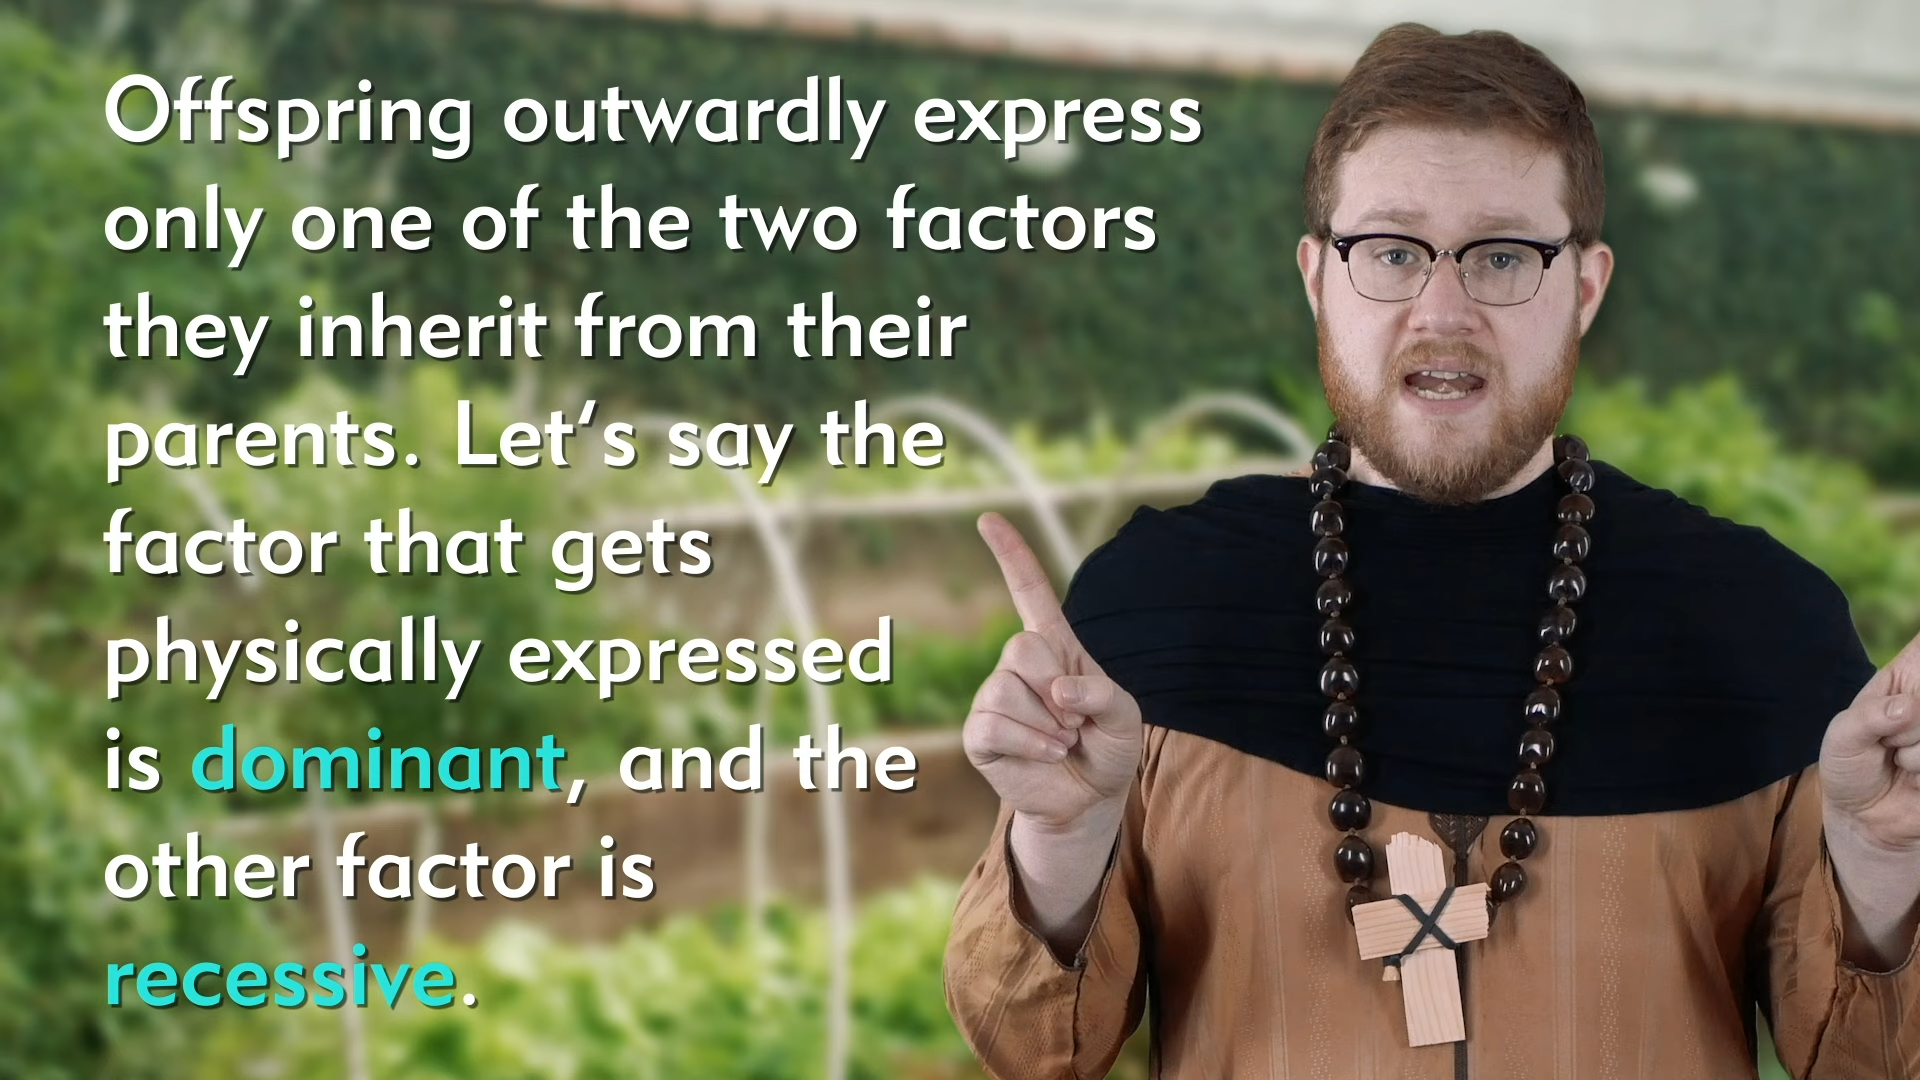 Offspring outwardly express
only one of the two factors
they inherit from their
parents. Let's say the
factor that gets
physically expressed
is dominant, and the
other factor is
recessive.